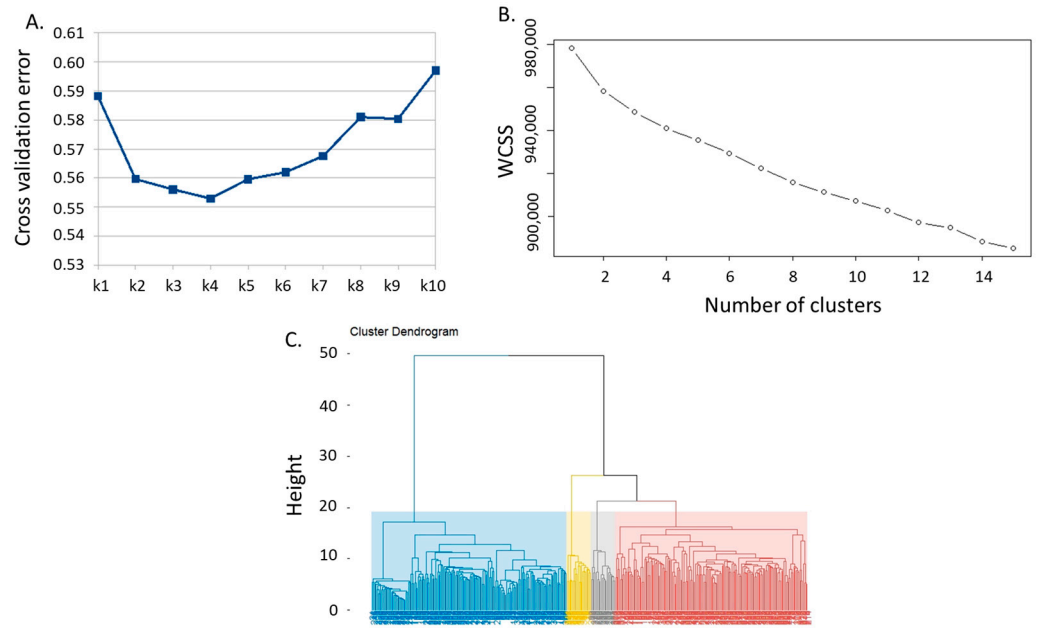 A.
Cross validation error
0.61
0.60
0.59
0.58
0.57
0.56
0.55
0.54
0.53
k1 k2 k3 k4 k5 k6 k7 k8 k9 k10
B.
WCSS
980,000
940,000
900,000
2 4 6 8 10 12 14
Number of clusters
C.
Cluster Dendrogram
Height
50
40
30
20
10
0